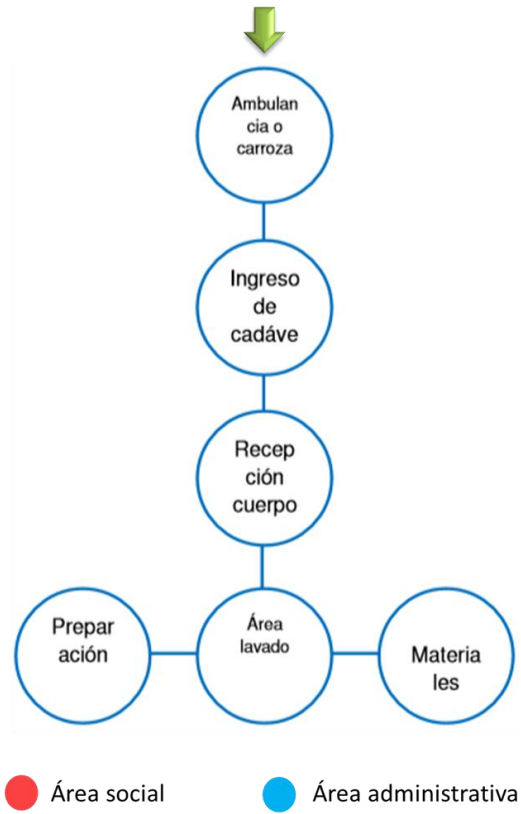 Ambulan
cia o
carroza
Ingreso
de
cadáve
Recep
ción
cuerpo
Prepar
ación
Área
lavado
Materia
les
Área social
Área administrativa